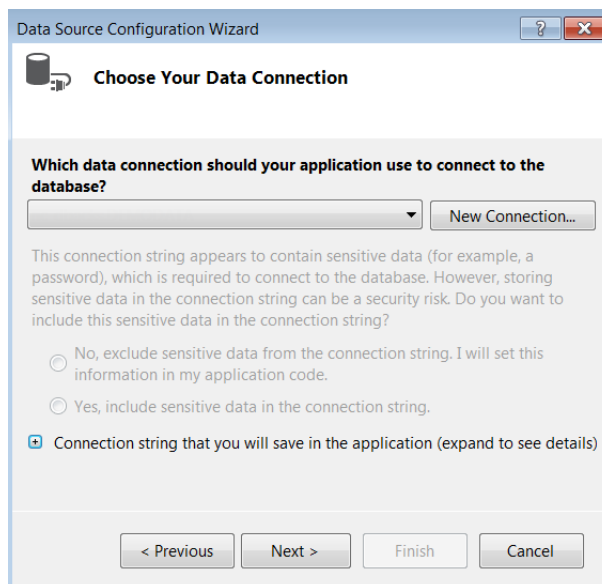 Data Source Configuration Wizard
?
Choose Your Data Connection
Which data connection should your application use to connect to the
database?
New Connection...
This connection string appears to contain sensitive data (for example, a
password), which is required to connect to the database. However, storing
sensitive data in the connection string can be a security risk. Do you want to
include this sensitive data in the connection string?
No, exclude sensitive data from the connection string. I will set this
information in my application code.
Yes, include sensitive data in the connection string.
Connection string that you will save in the application (expand to see details)
< Previous
Next >
Finish
Cancel